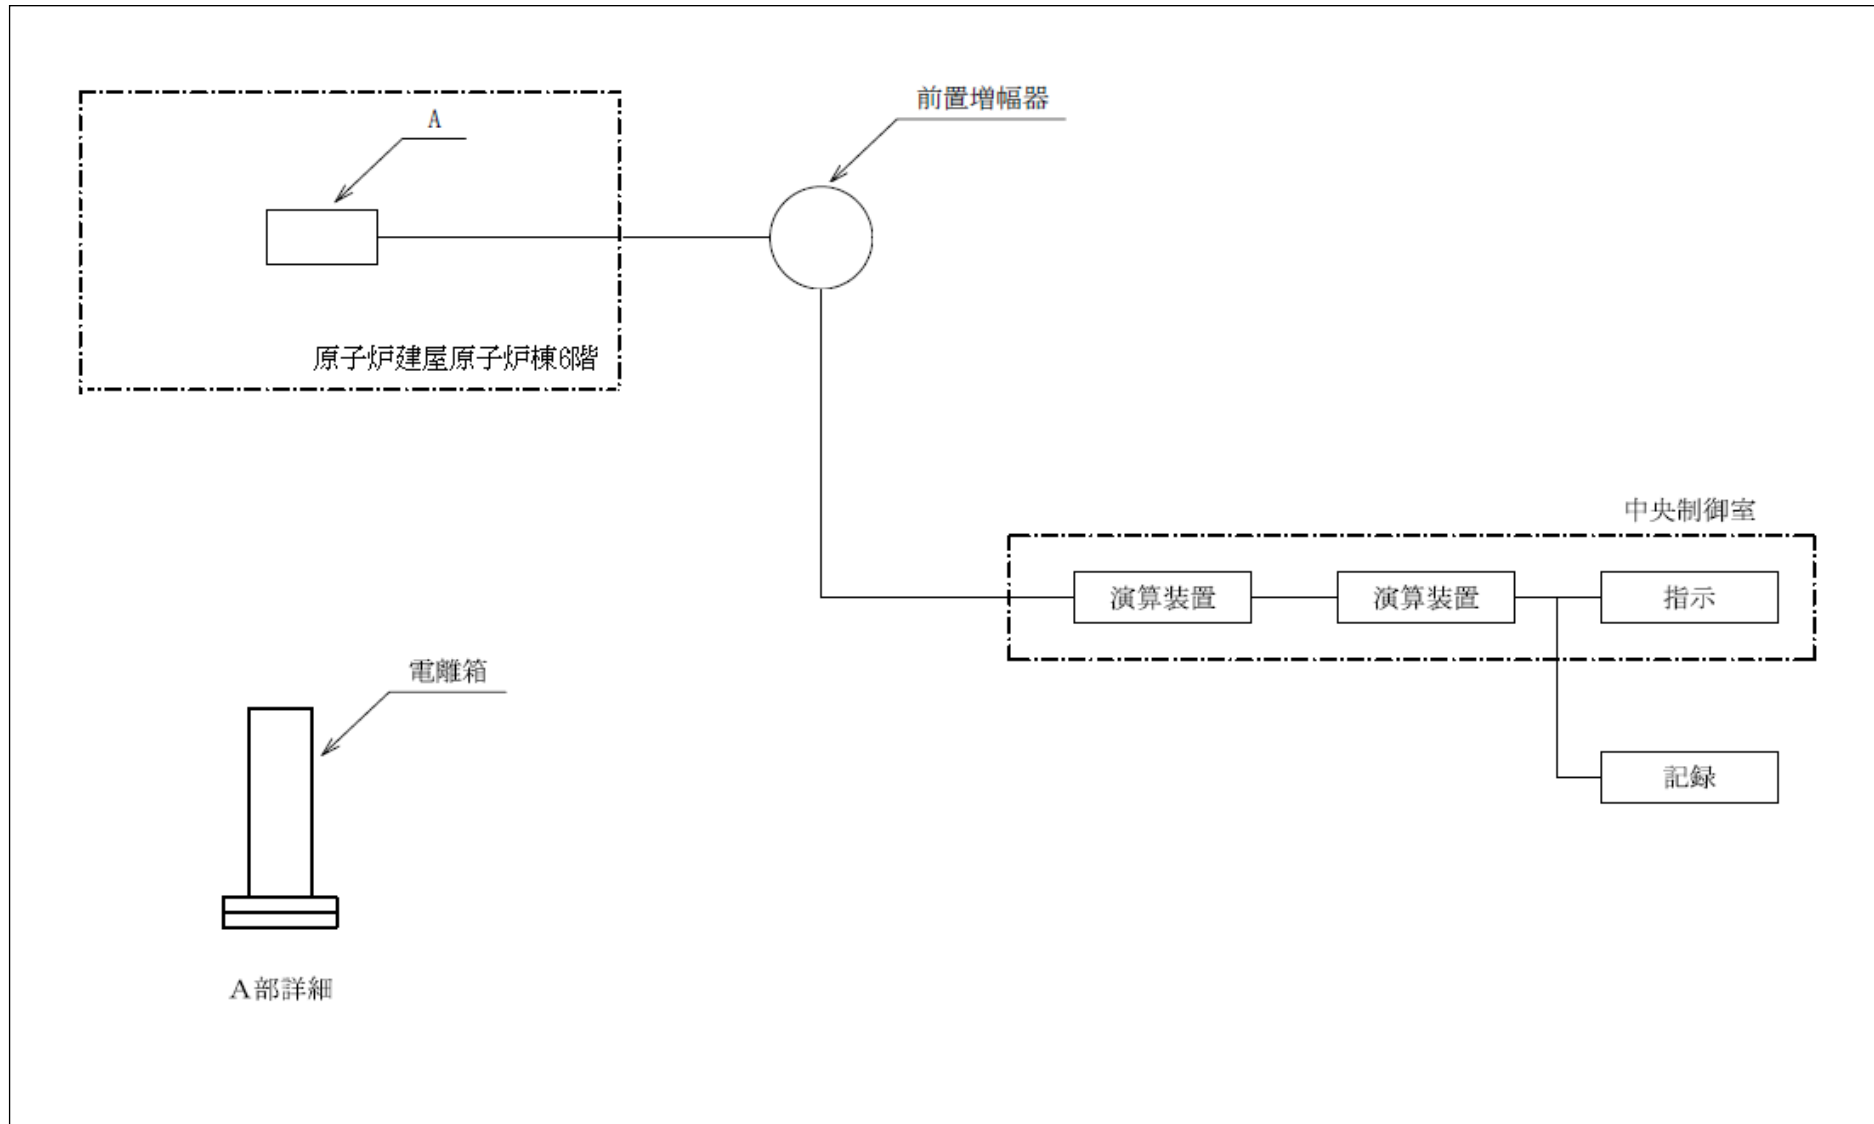 前置増幅器
A
原子炉建屋原子炉棟6階
中央制御室
演算装置
演算装置
指示
電離箱
記録
A部詳細